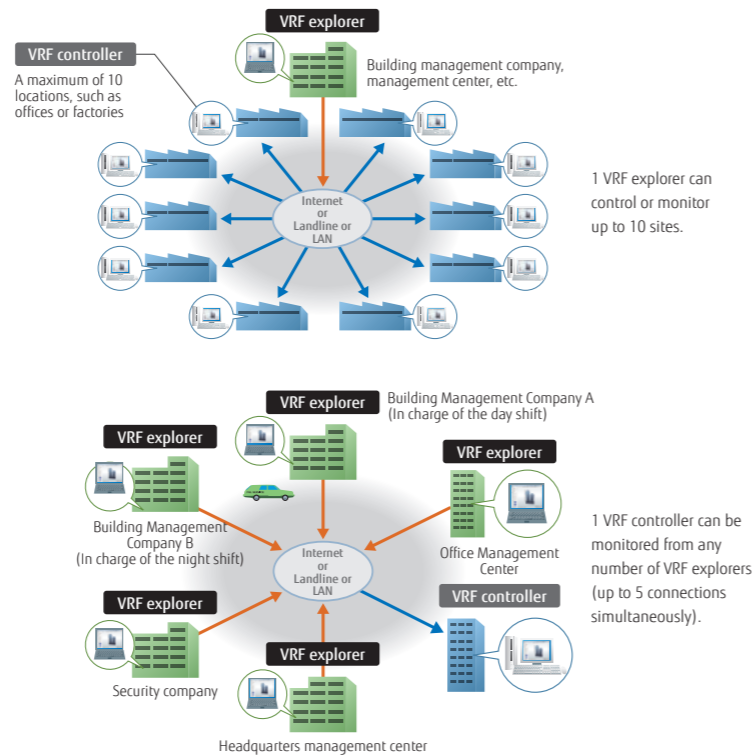 VRF explorer
VRF controller
A maximum of 10
locations, such as
offices or factories
Building management company,
management center, etc.
Internet
or
Landline or
LAN
1 VRF explorer can
control or monitor
up to 10 sites.
VRF explorer
Building Management Company A
(In charge of the day shift)
VRF explorer
Building Management
Company B
(In charge of the night shift)
VRF explorer
Office Management
Center
Internet
or
Landline or
LAN
1 VRF controller can be
monitored from any
number of VRF explorers
(up to 5 connections
simultaneously).
VRF explorer
Security company
VRF controller
VRF explorer
Headquarters management center